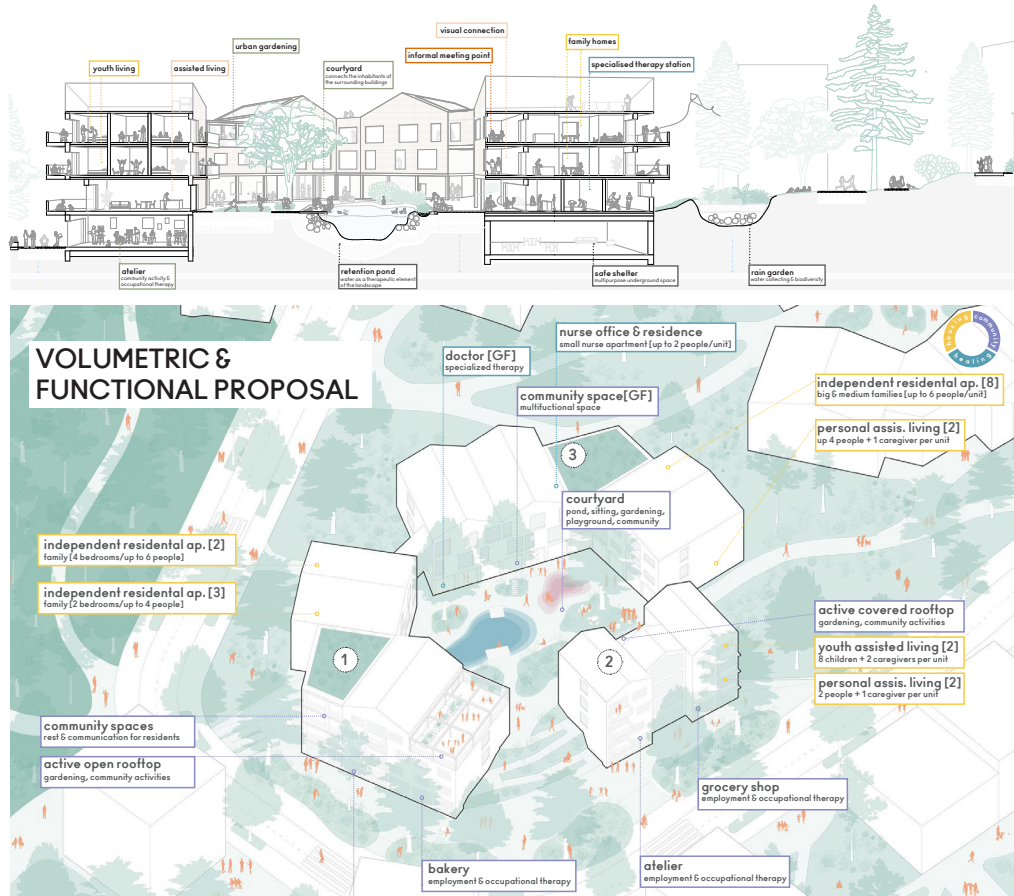 visual connection
urban gardening
informal meeting point
family homes
youth living
assisted living
courtyard
connects the inhabitants of
the surrounding buildings
specialised therapy station
atelier
community activity &
occupational therapy
retention pond
water as a therapeutic element
of the landscape
safe shelter
multipurpose underground space
rain garden
water collecting & biodiversity
VOLUMETRIC &
FUNCTIONAL PROPOSAL
housing
community
healing
nurse office & residence
small nurse apartment [up to 2 people/unit]
doctor [GF]
specialized therapy
community space[GF]
multifuctional space
independent residental ap. [8]
big & medium families [up to 6 people/unit]
personal assis. living [2]
up 4 people + 1 caregiver per unit
3
courtyard
pond, sitting, gardening,
playground, community
independent residental ap. [2]
family [4 bedrooms/up to 6 people]
independent residental ap. [3]
family [2 bedrooms/up to 4 people]
active covered rooftop
gardening, community activities
youth assisted living [2]
8 children + 2 caregivers per unit
personal assis. living [2]
2 people + 1 caregiver per unit
1
2
community spaces
rest & communication for residents
active open rooftop
gardening, community activities
grocery shop
employment & occupational therapy
bakery
employment & occupational therapy
atelier
employment & occupational therapy